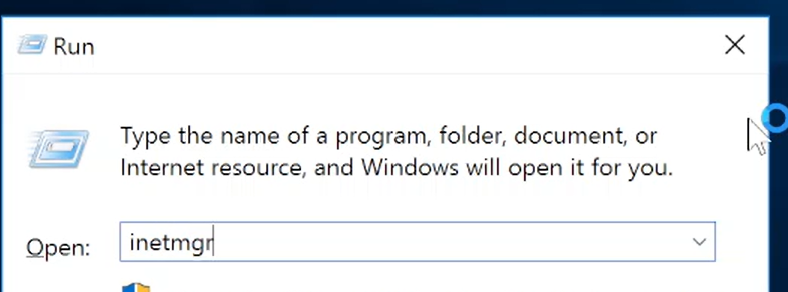 Run
Type the name of a program, folder, document, or
Internet resource, and Windows will open it for you.
Open: inetmgr